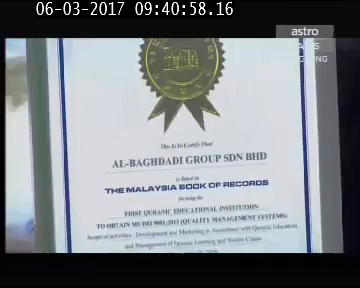 06-03-2017 09:40:58.16
astro
This Is To Certify That
AL-BAGHDADI GROUP SDN BHD
is listed in
THE MALAYSIA BOOK OF RECORDS
for being the
FIRST QURANIC EDUCATIONAL INSTITUTION
TO OBTAIN MS ISO 9001:2015 (QUALITY MANAGEMENT SYSTEMS)
Scope of activities: Development and Marketing in Accordance with Quranic Education
and Management of Quranic Learning and Studies Centre